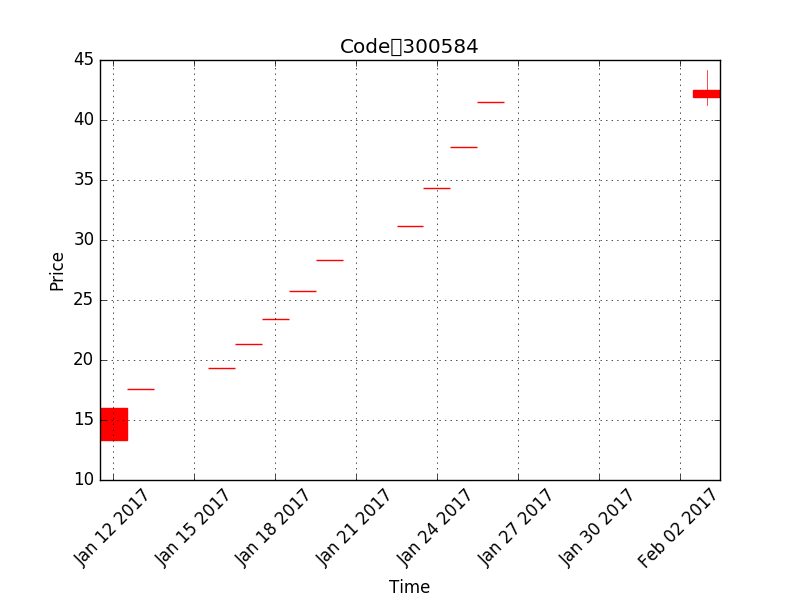 Code▯300584
45
40
35
30
25
20
15
10
Price
Jan 12 2017
Jan 15 2017
Jan 18 2017
Jan 21 2017
Jan 24 2017
Jan 27 2017
Jan 30 2017
Feb 02 2017
Time